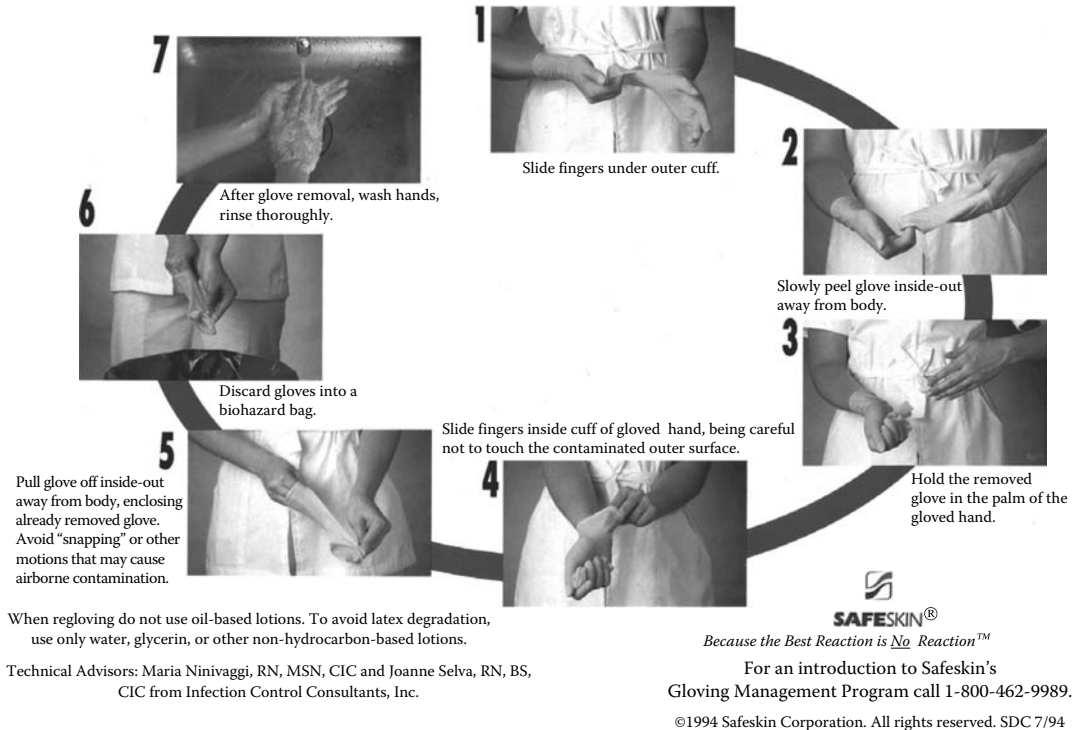 1
Slide fingers under outer cuff.
2
Slowly peel glove inside-out
away from body.
3
Hold the removed
glove in the palm of the
gloved hand.
4
Slide fingers inside cuff of gloved hand, being careful
not to touch the contaminated outer surface.
5
Pull glove off inside-out
away from body, enclosing
already removed glove.
Avoid “snapping” or other
motions that may cause
airborne contamination.
6
Discard gloves into a
biohazard bag.
7
After glove removal, wash hands,
rinse thoroughly.
When regloving do not use oil-based lotions. To avoid latex degradation,
use only water, glycerin, or other non-hydrocarbon-based lotions.
Technical Advisors: Maria Ninivaggi, RN, MSN, CIC and Joanne Selva, RN, BS,
CIC from Infection Control Consultants, Inc.
SAFESKIN®
Because the Best Reaction is No Reaction™
For an introduction to Safeskin’s
Gloving Management Program call 1-800-462-9989.
©1994 Safeskin Corporation. All rights reserved. SDC 7/94